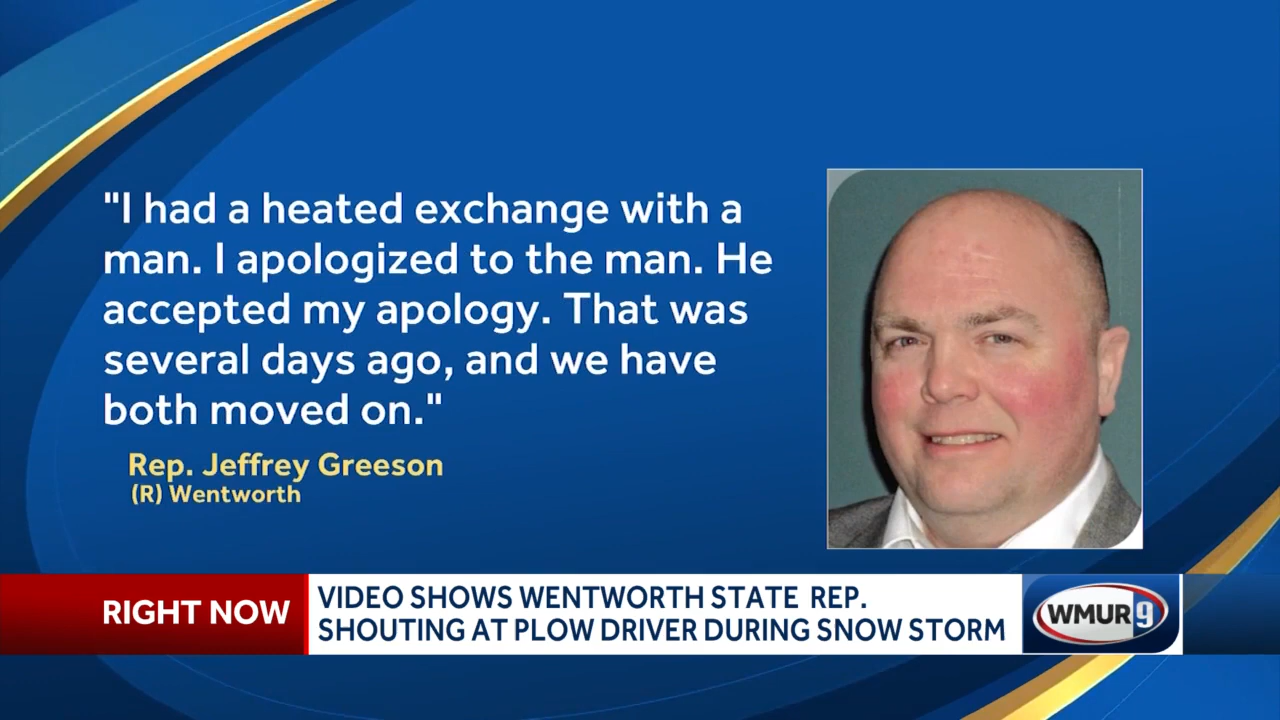 "I had a heated exchange with a
man. I apologized to the man. He
accepted my apology. That was
several days ago, and we have
both moved on."
Rep. Jeffrey Greeson
(R) Wentworth
RIGHT NOW
VIDEO SHOWS WENTWORTH STATE REP.
SHOUTING AT PLOW DRIVER DURING SNOW STORM
WMUR 9